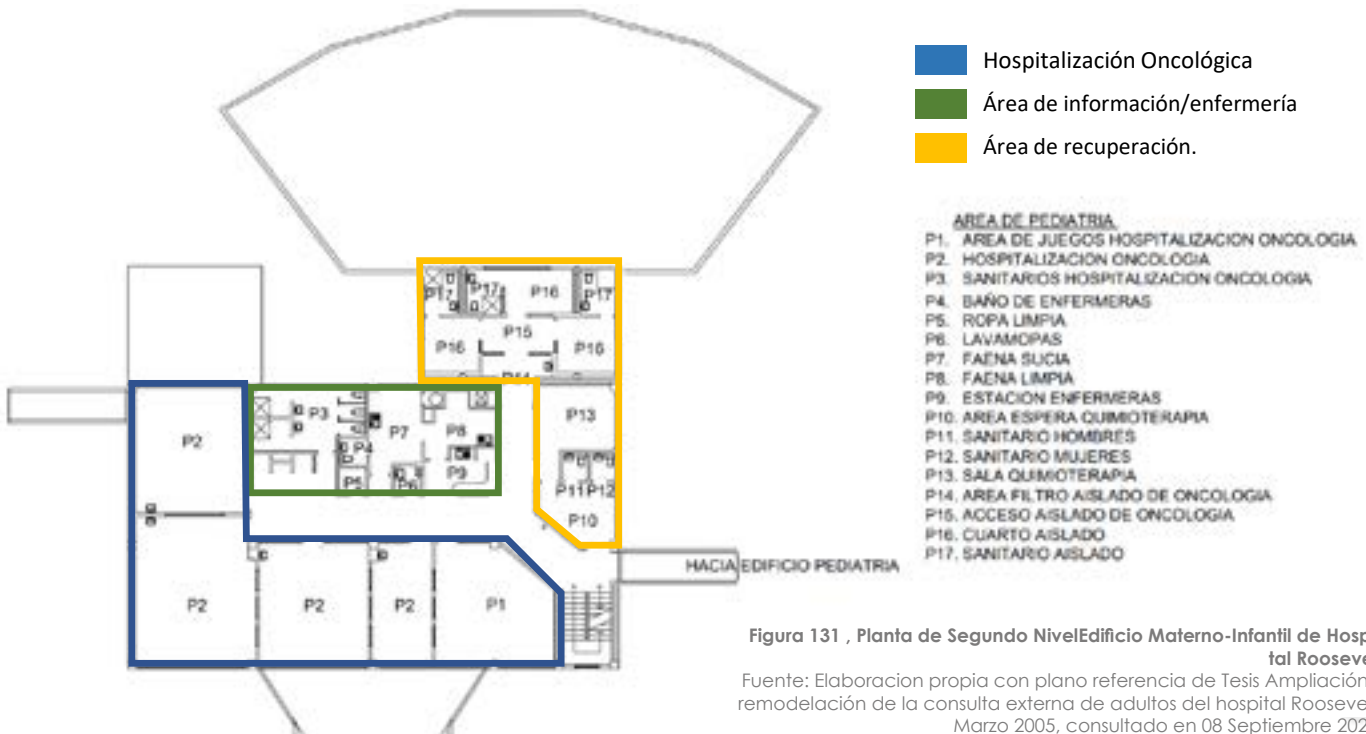 Hospitalización Oncológica
Área de información/enfermería
Área de recuperación.
AREA DE PEDIATRIA
P1. AREA DE JUEGOS HOSPITALIZACION ONCOLOGIA
P2. HOSPITALIZACION ONCOLOGIA
P3. SANITARIOS HOSPITALIZACION ONCOLOGIA
P4. BAÑO DE ENFERMERAS
P5. ROPA LIMPIA
P6. LAVAMOPAS
P7. FAENA SUCIA
P8. FAENA LIMPIA
P9. ESTACION ENFERMERAS
P10. AREA ESPERA QUIMIOTERAPIA
P11. SANITARIO HOMBRES
P12. SANITARIO MUJERES
P13. SALA QUIMIOTERAPIA
P14. AREA FILTRO AISLADO DE ONCOLOGIA
P15. ACCESO AISLADO DE ONCOLOGIA
P16. CUARTO AISLADO
P17. SANITARIO AISLADO
P17 P17 P16 P17
P15
P16 P16
P14
P3 P13
P2 P7 P8
P4
P9
P5 P6 P11 P12
P10
HACIA EDIFICIO PEDIATRIA
P2 P2 P2 P1
Figura 131 , Planta de Segundo NivelEdificio Materno-Infantil de Hosp
tal Roosev
Fuente: Elaboracion propia con plano referencia de Tesis Ampliación
remodelación de la consulta externa de adultos del hospital Rooseve
Marzo 2005, consultado en 08 Septiembre 202